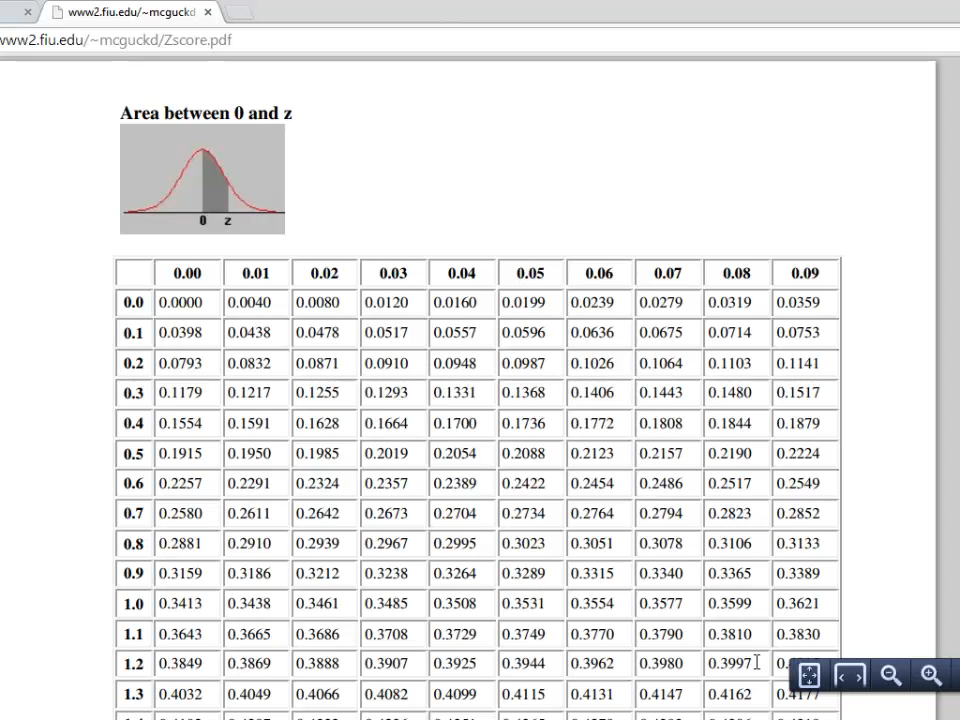 www2.fiu.edu/~mcguckd
www2.fiu.edu/~mcguckd/Zscore.pdf
Area between 0 and z
0 z
0.00 0.01 0.02 0.03 0.04 0.05 0.06 0.07 0.08 0.09
0.0 0.0000 0.0040 0.0080 0.0120 0.0160 0.0199 0.0239 0.0279 0.0319 0.0359
0.1 0.0398 0.0438 0.0478 0.0517 0.0557 0.0596 0.0636 0.0675 0.0714 0.0753
0.2 0.0793 0.0832 0.0871 0.0910 0.0948 0.0987 0.1026 0.1064 0.1103 0.1141
0.3 0.1179 0.1217 0.1255 0.1293 0.1331 0.1368 0.1406 0.1443 0.1480 0.1517
0.4 0.1554 0.1591 0.1628 0.1664 0.1700 0.1736 0.1772 0.1808 0.1844 0.1879
0.5 0.1915 0.1950 0.1985 0.2019 0.2054 0.2088 0.2123 0.2157 0.2190 0.2224
0.6 0.2257 0.2291 0.2324 0.2357 0.2389 0.2422 0.2454 0.2486 0.2517 0.2549
0.7 0.2580 0.2611 0.2642 0.2673 0.2704 0.2734 0.2764 0.2794 0.2823 0.2852
0.8 0.2881 0.2910 0.2939 0.2967 0.2995 0.3023 0.3051 0.3078 0.3106 0.3133
0.9 0.3159 0.3186 0.3212 0.3238 0.3264 0.3289 0.3315 0.3340 0.3365 0.3389
1.0 0.3413 0.3438 0.3461 0.3485 0.3508 0.3531 0.3554 0.3577 0.3599 0.3621
1.1 0.3643 0.3665 0.3686 0.3708 0.3729 0.3749 0.3770 0.3790 0.3810 0.3830
1.2 0.3849 0.3869 0.3888 0.3907 0.3925 0.3944 0.3962 0.3980 0.3997
1.3 0.4032 0.4049 0.4066 0.4082 0.4099 0.4115 0.4131 0.4147 0.4162 0.4177